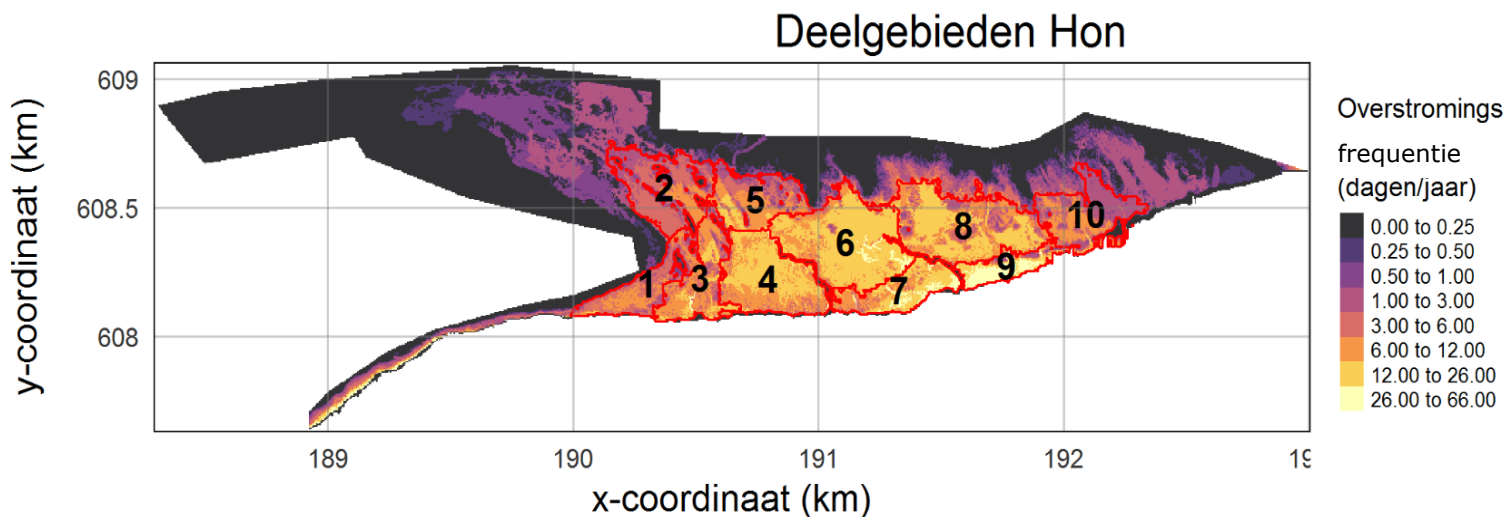 Deelgebieden Hon
y-coordinaat (km)
609
608.5
608
2
5
10
8
6
9
1
3
4
7
189
190
191
192
19
x-coordinaat (km)
Overstromings
frequentie
(dagen/jaar)
0.00 to 0.25
0.25 to 0.50
0.50 to 1.00
1.00 to 3.00
3.00 to 6.00
6.00 to 12.00
12.00 to 26.00
26.00 to 66.00